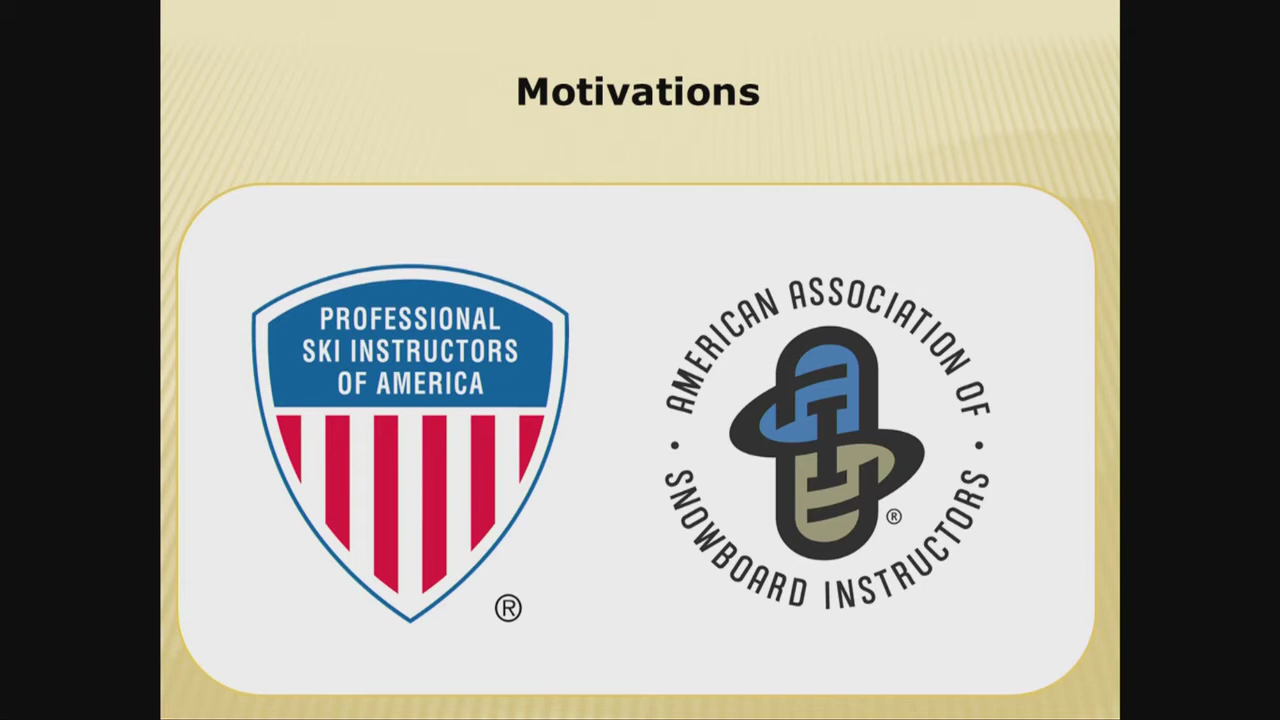 Motivations
PROFESSIONAL
SKI INSTRUCTORS
OF AMERICA
®
AMERICAN ASSOCIATION OF
• SNOWBOARD INSTRUCTORS •
®